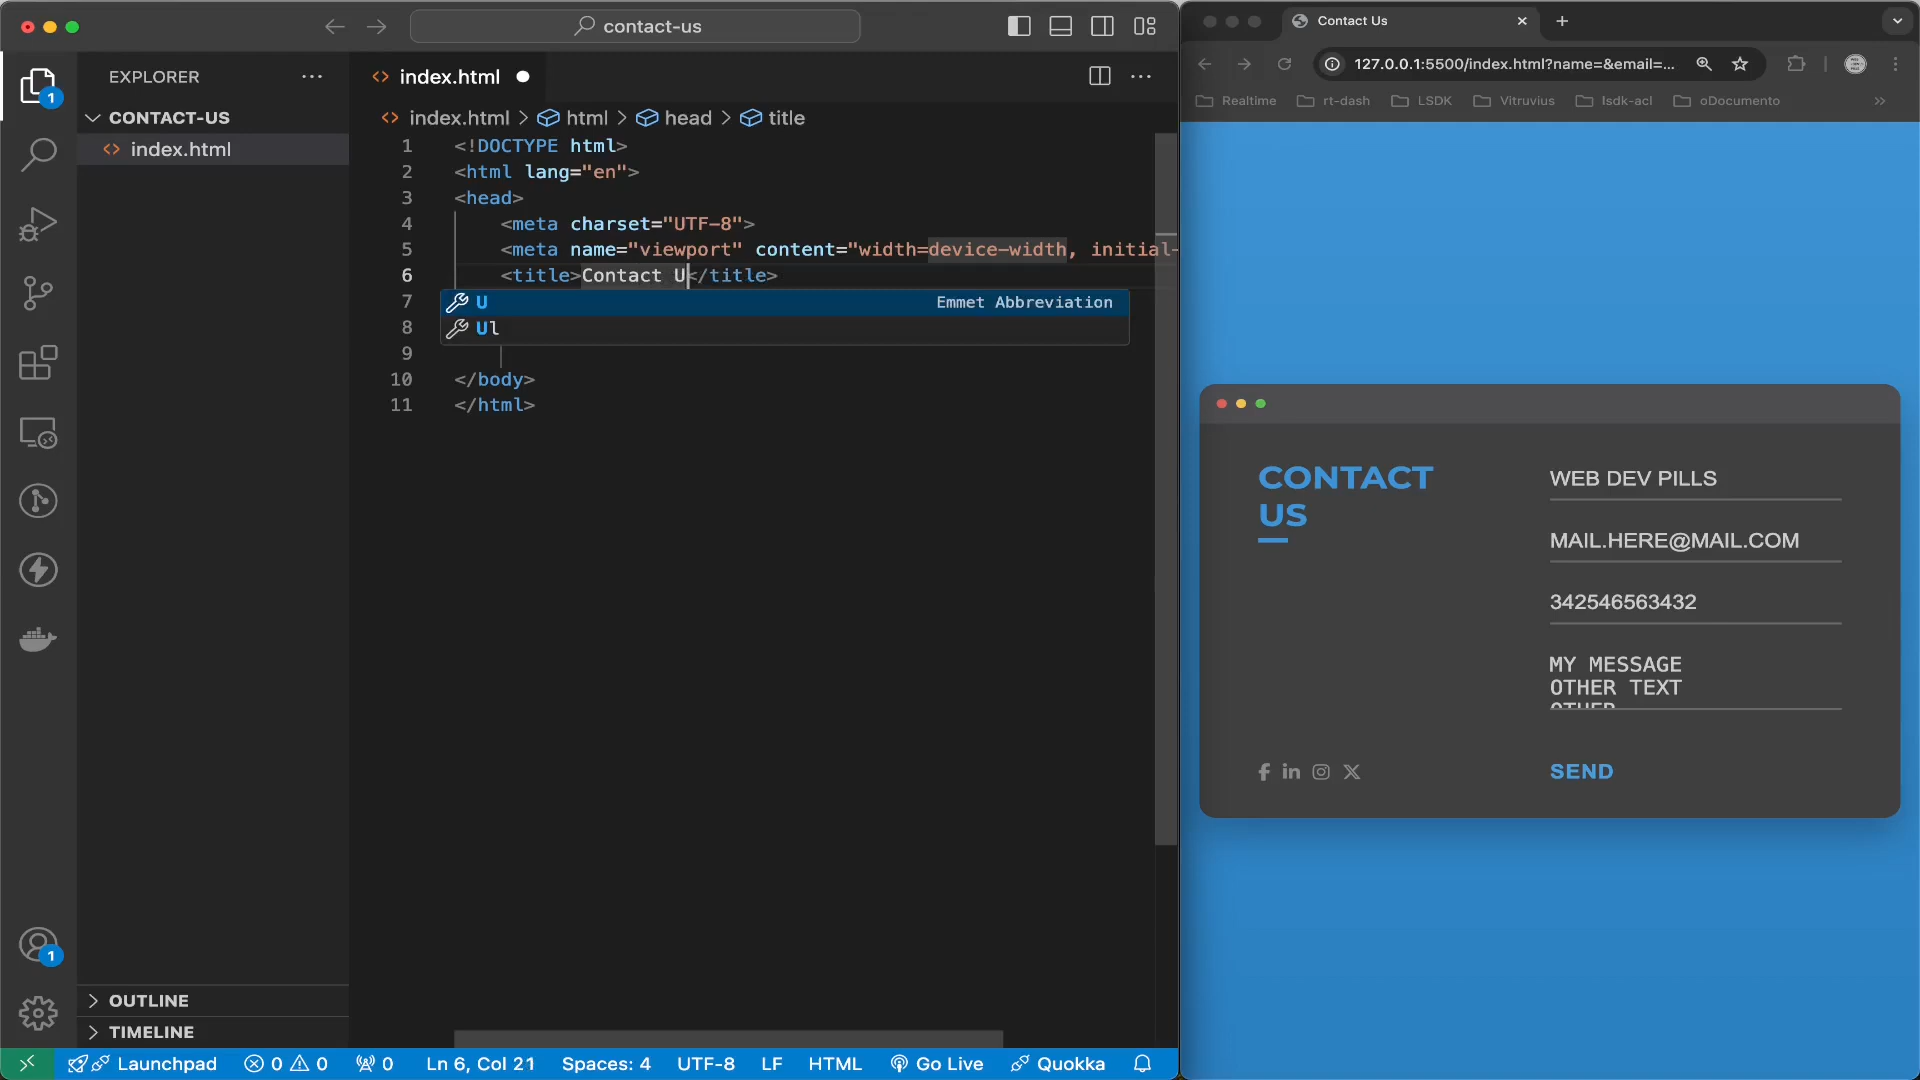 contact-us
EXPLORER
CONTACT-US
index.html
1
1
OUTLINE
TIMELINE
index.html
index.html > html > head > title
1 <!DOCTYPE html>
2 <html lang="en">
3 <head>
4 <meta charset="UTF-8">
5 <meta name="viewport" content="width=device-width, initial-
6 <title>Contact U</title>
7
U Emmet Abbreviation
8
Ul
9
10 </body>
11 </html>
Launchpad 0 0 0 Ln 6, Col 21 Spaces: 4 UTF-8 LF HTML Go Live Quokka
Contact Us
127.0.0.1:5500/index.html?name=&email=...
Realtime rt-dash LSDK Vitruvius lsdk-acl oDocumento
CONTACT
US
WEB DEV PILLS
MAIL.HERE@MAIL.COM
342546563432
MY MESSAGE
OTHER TEXT
OTHER
SEND